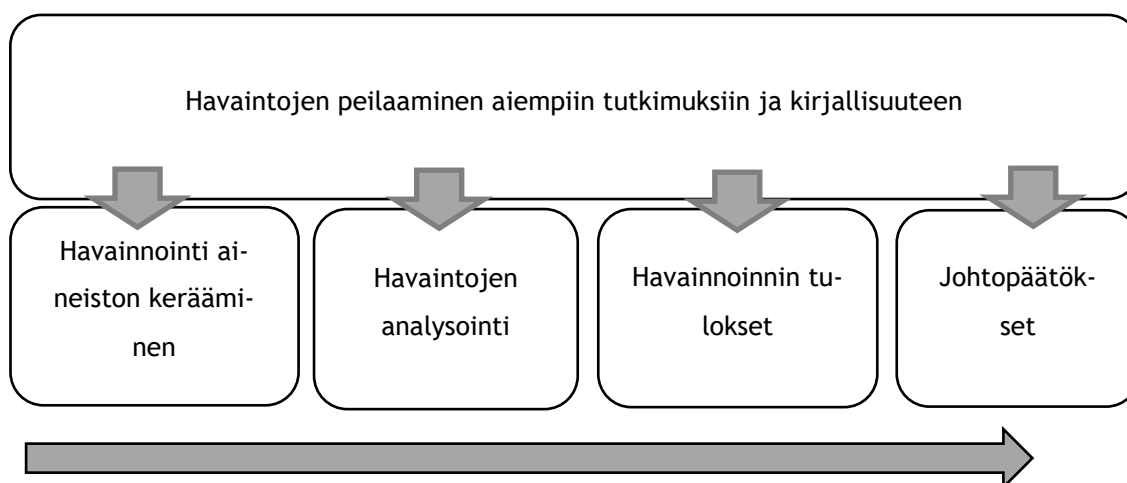 Havaintojen peilaaminen aiempiin tutkimuksiin ja kirjallisuuteen
Havainnointi ai-
neiston keräämi-
nen
Havaintojen
analysointi
Havainnoinnin tu-
lokset
Johtopäätök-
set